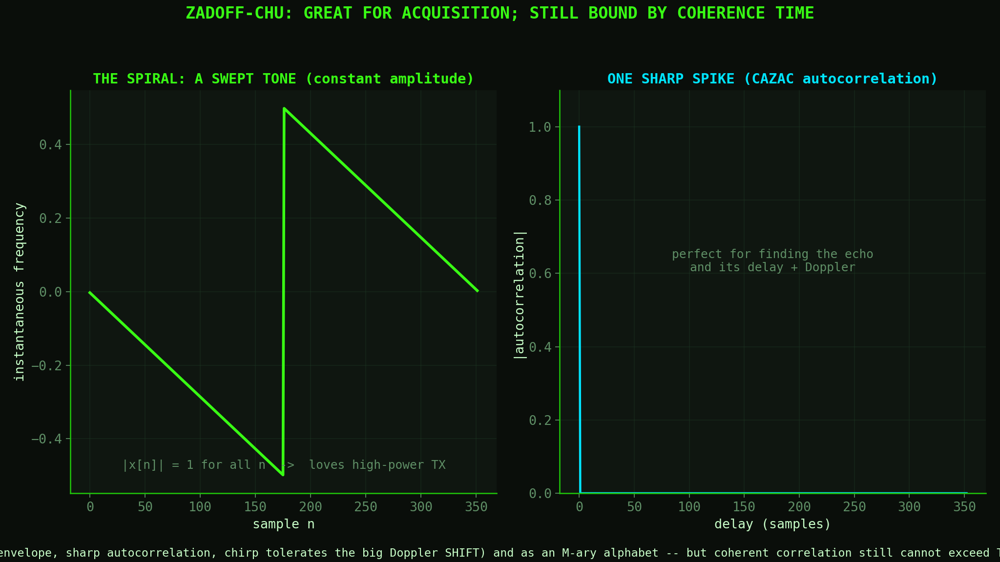 ZADOFF-CHU: GREAT FOR ACQUISITION; STILL BOUND BY COHERENCE TIME
THE SPIRAL: A SWEPT TONE (constant amplitude)
instantaneous frequency
0.4
0.2
0.0
−0.2
−0.4
|x[n]| = 1 for all n -> loves high-power TX
0 50 100 150 200 250 300 350
sample n
ONE SHARP SPIKE (CAZAC autocorrelation)
|autocorrelation|
1.0
0.8
0.6
0.4
0.2
0.0
perfect for finding the echo
and its delay + Doppler
0 50 100 150 200 250 300 350
delay (samples)
envelope, sharp autocorrelation, chirp tolerates the big Doppler SHIFT) and as an M-ary alphabet -- but coherent correlation still cannot exceed T